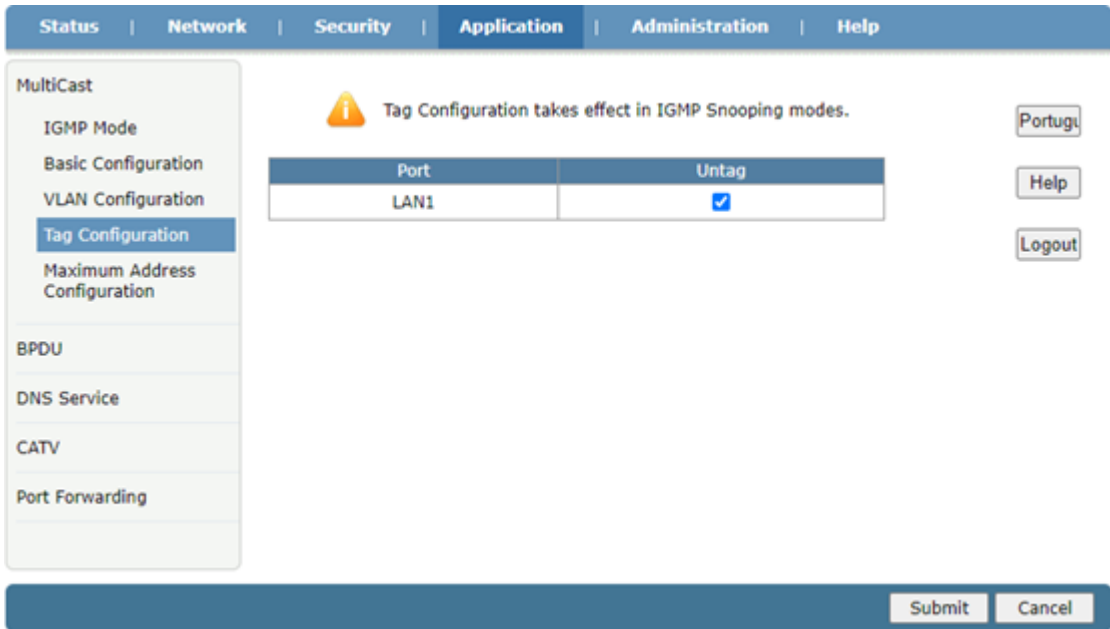 Status | Network | Security | Application | Administration | Help
MultiCast
IGMP Mode
Basic Configuration
VLAN Configuration
Tag Configuration
Maximum Address
Configuration
BPDU
DNS Service
CATV
Port Forwarding
Tag Configuration takes effect in IGMP Snooping modes.
Port Untag
LAN1
Portugu
Help
Logout
Submit Cancel